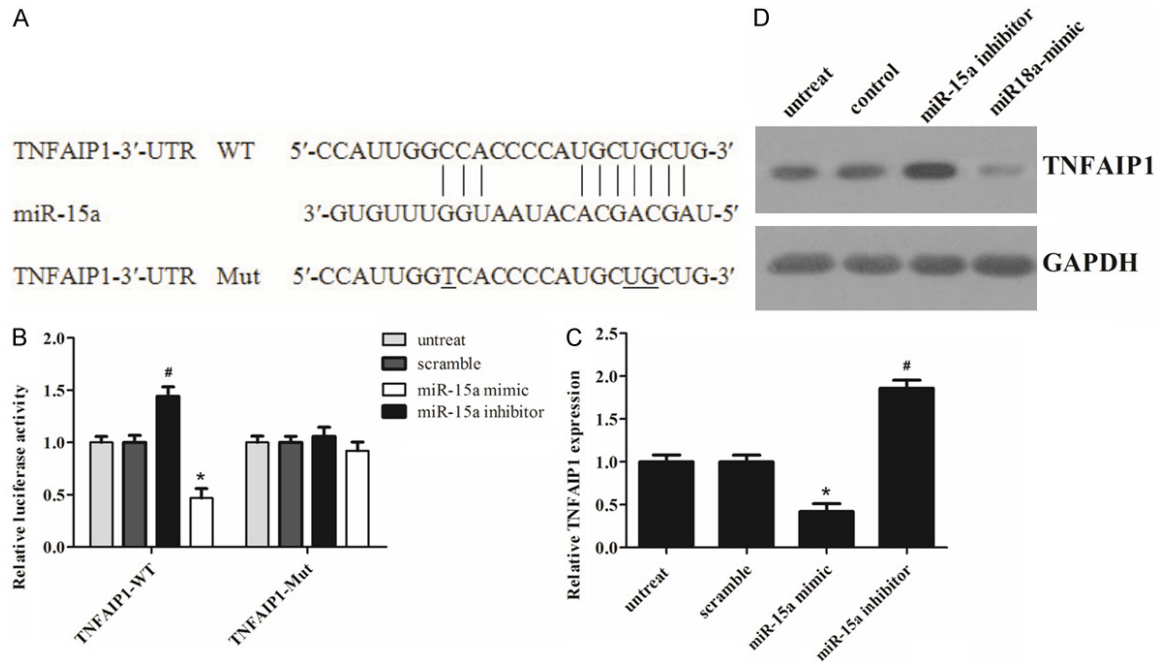 A
TNFAIP1-3'-UTR WT 5'-CCAUUGGCCACCCCAUGCUGCUG-3'
miR-15a 3'-GUGUUUGGUAAUACACGACGAU-5'
TNFAIP1-3'-UTR Mut 5'-CCAUUGGTCACCCCAUGCUGCUG-3'
D
untreat
control
miR-15a inhibitor
miR18a-mimic
TNFAIP1
GAPDH
B
Relative luciferase activity
2.0
1.5
1.0
0.5
0.0
#
*
untreat
scramble
miR-15a mimic
miR-15a inhibitor
TNFAIP1-WT
TNFAIP1-Mut
C
Relative TNFAIP1 expression
2.5
2.0
1.5
1.0
0.5
0.0
*
#
untreat
scramble
miR-15a mimic
miR-15a inhibitor